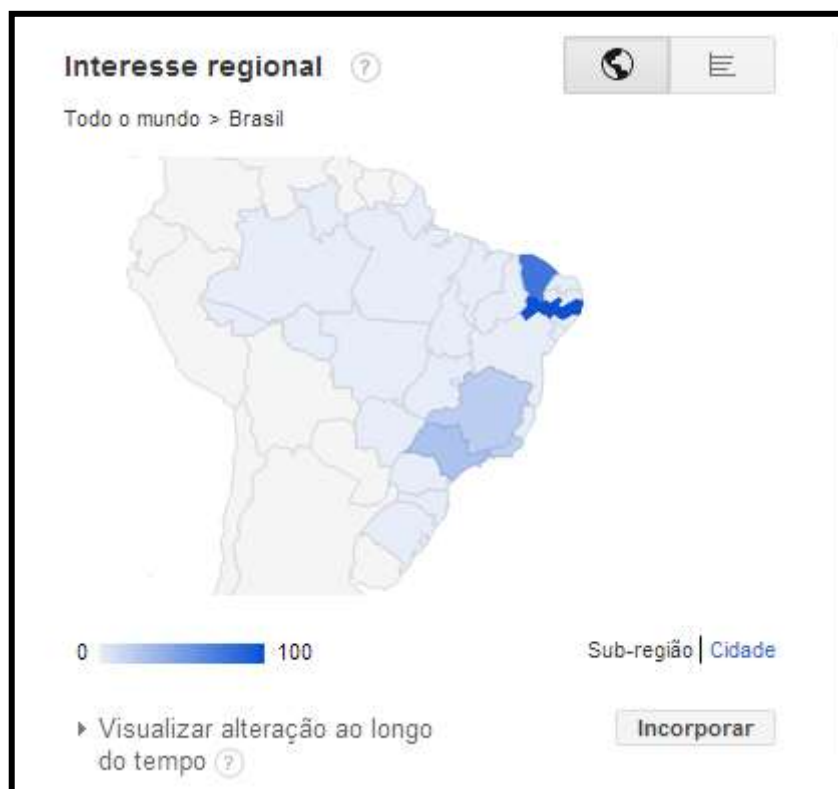 Interesse regional ?
Todo o mundo > Brasil
0 100
Sub-região | Cidade
Visualizar alteração ao longo
do tempo ?
Incorporar